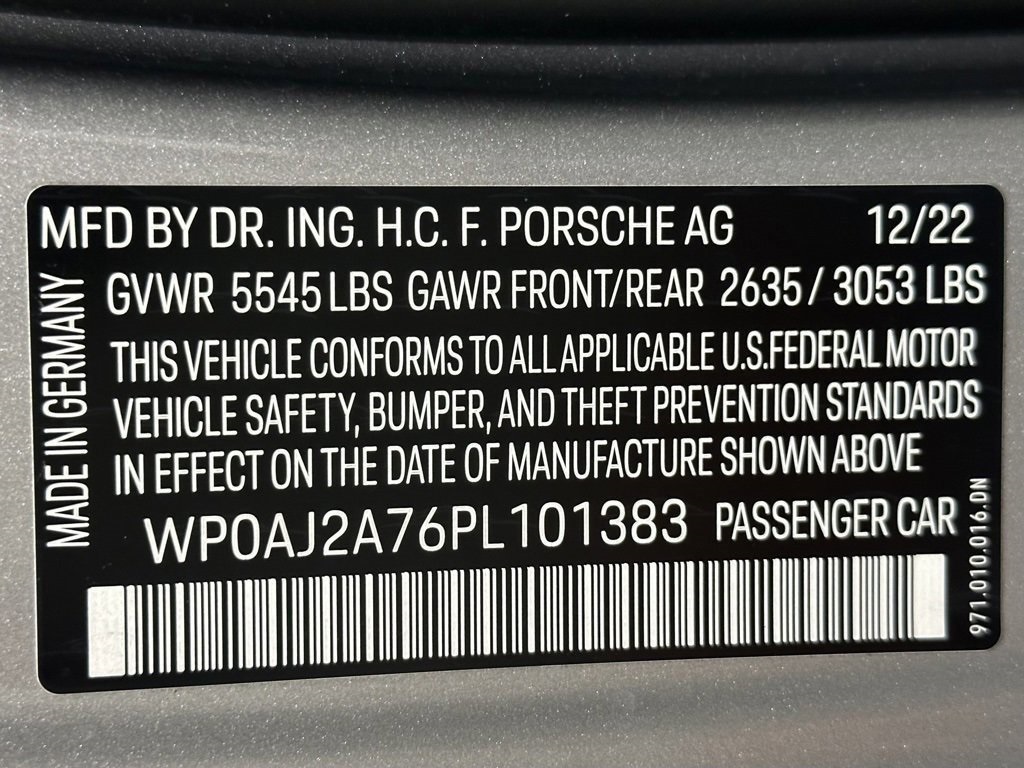 MFD BY DR. ING. H.C. F. PORSCHE AG 12/22
GVWR 5545 LBS GAWR FRONT/REAR 2635 / 3053 LBS
THIS VEHICLE CONFORMS TO ALL APPLICABLE U.S.FEDERAL MOTOR
VEHICLE SAFETY, BUMPER, AND THEFT PREVENTION STANDARDS
IN EFFECT ON THE DATE OF MANUFACTURE SHOWN ABOVE
WP0AJ2A76PL101383 PASSENGER CAR
MADE IN GERMANY
971.010.016.DN